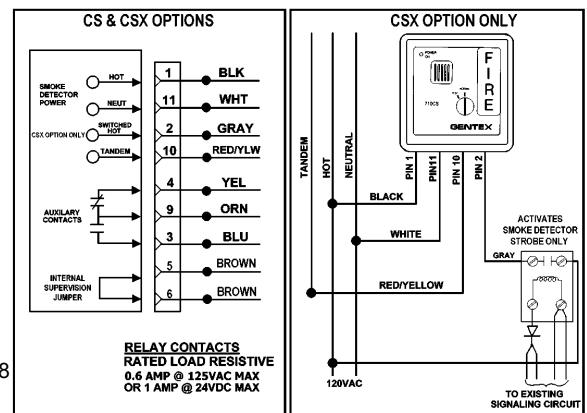 CS & CSX OPTIONS
SMOKE
DETECTOR
POWER
HOT
1
BLK
NEUT
11
WHT
CSX OPTION ONLY
SWITCHED
HOT
2
GRAY
TANDEM
10
RED/YLW
AUXILARY
CONTACTS
4
YEL
9
ORN
3
BLU
INTERNAL
SUPERVISION
JUMPER
5
BROWN
6
BROWN
RELAY CONTACTS
RATED LOAD RESISTIVE
0.6 AMP @ 125VAC MAX
OR 1 AMP @ 24VDC MAX
8
CSX OPTION ONLY
POWER
ON
FIRE
710CS
GENTEX
TANDEM
HOT
NEUTRAL
PIN 1
PIN11
PIN 10
PIN 2
BLACK
WHITE
GRAY
RED/YELLOW
ACTIVATES
SMOKE DETECTOR
STROBE ONLY
120VAC
TO EXISTING
SIGNALING CIRCUIT